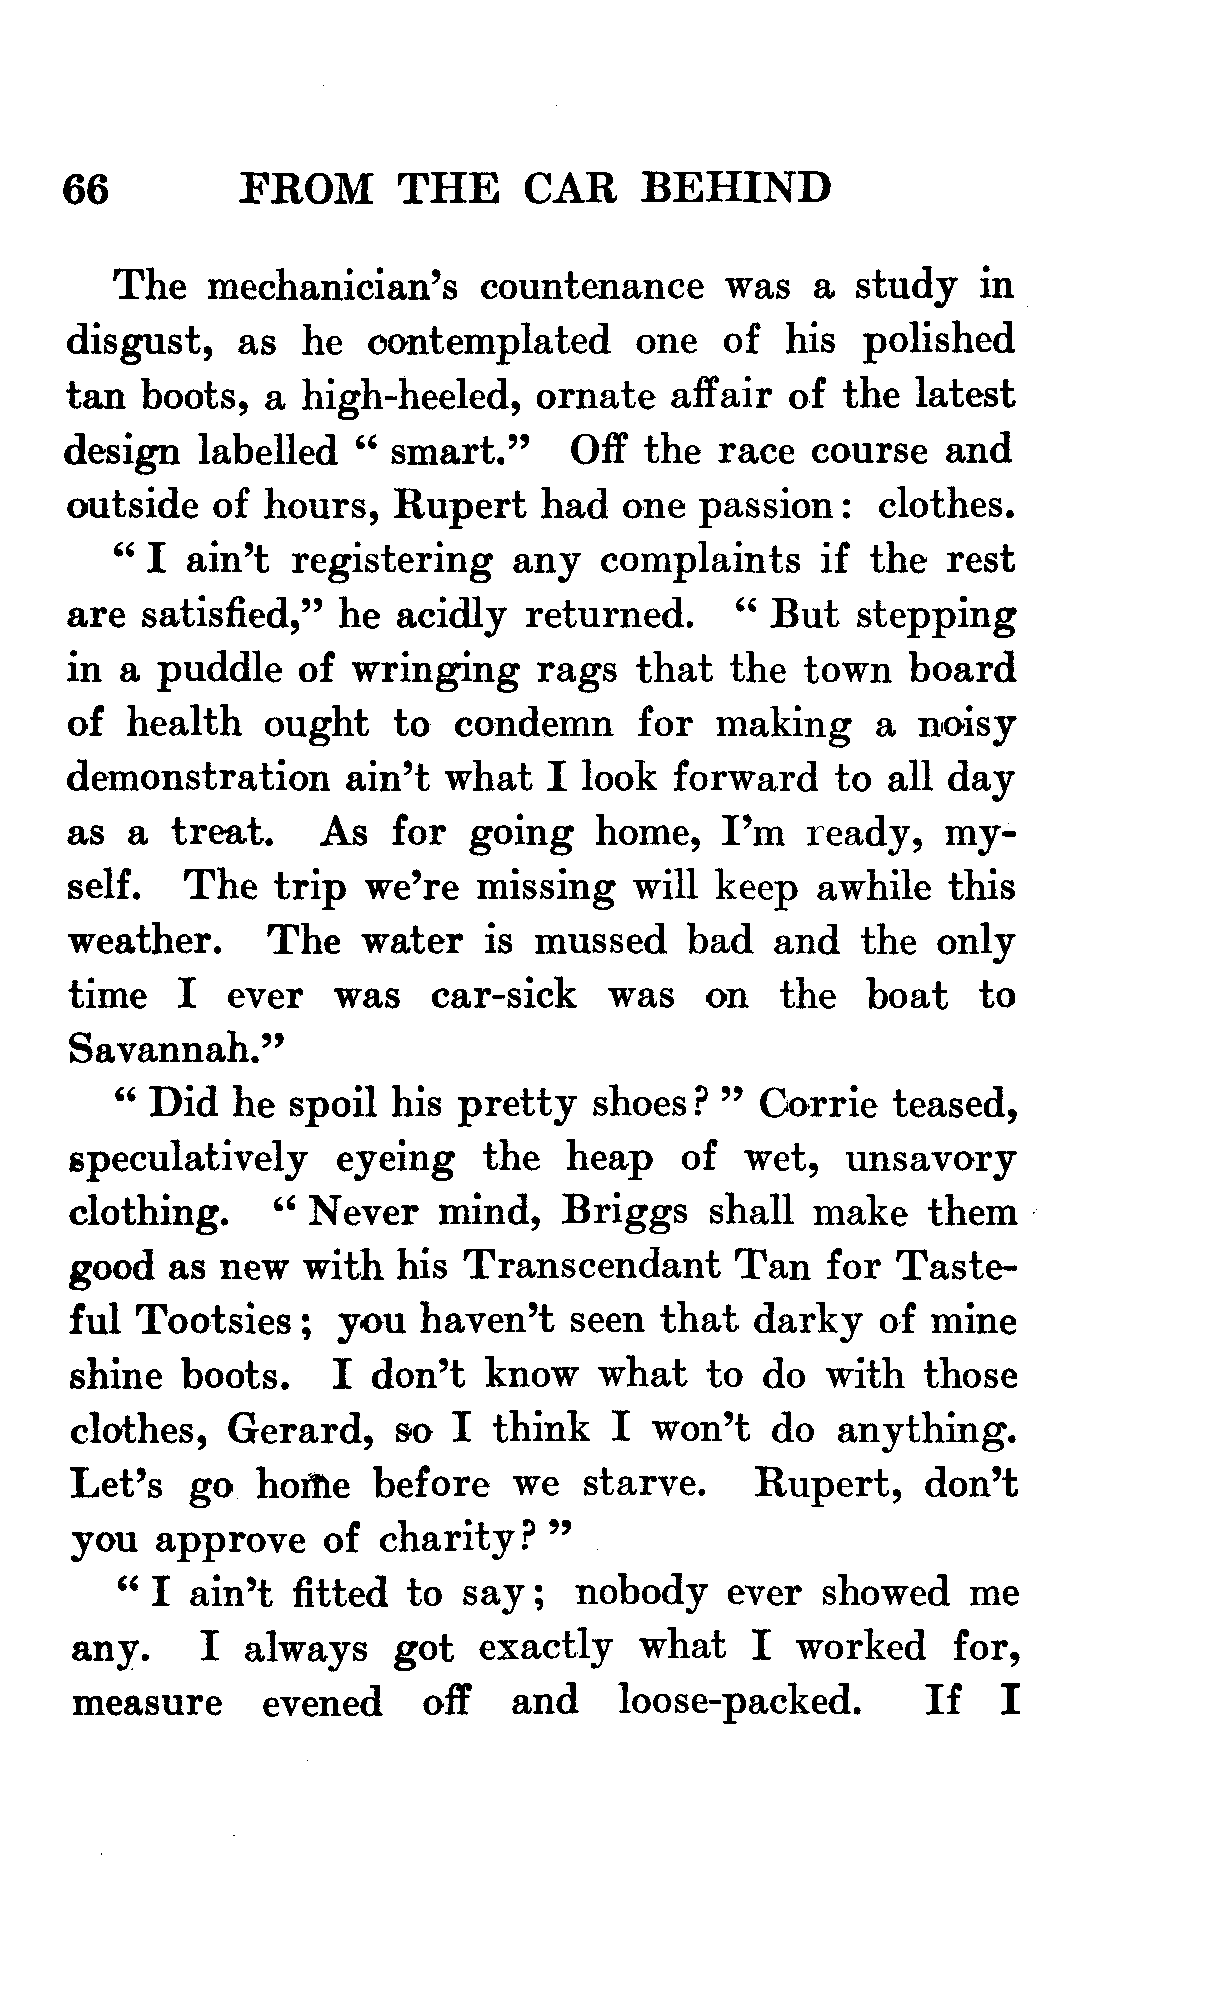 66 FROM THE CAR BEHIND
The mechanician's countenance was a study in
disgust, as he contemplated one of his polished
tan boots, a high-heeled, ornate affair of the latest
design labelled " smart." Off the race course and
outside of hours, Rupert had one passion: clothes.
" I ain't registering any complaints if the rest
are satisfied," he acidly returned. " But stepping
in a puddle of wringing rags that the town board
of health ought to condemn for making a noisy
demonstration ain't what I look forward to all day
as a treat. As for going home, I'm ready, my-
self. The trip we're missing will keep awhile this
weather. The water is mussed bad and the only
time I ever was car-sick was on the boat to
Savannah."
" Did he spoil his pretty shoes? " Corrie teased,
speculatively eyeing the heap of wet, unsavory
clothing. " Never mind, Briggs shall make them
good as new with his Transcendant Tan for Taste-
ful Tootsies; you haven't seen that darky of mine
shine boots. I don't know what to do with those
clothes, Gerard, so I think I won't do anything.
Let's go home before we starve. Rupert, don't
you approve of charity? "
" I ain't fitted to say; nobody ever showed me
any. I always got exactly what I worked for,
measure evened off and loose-packed. If I